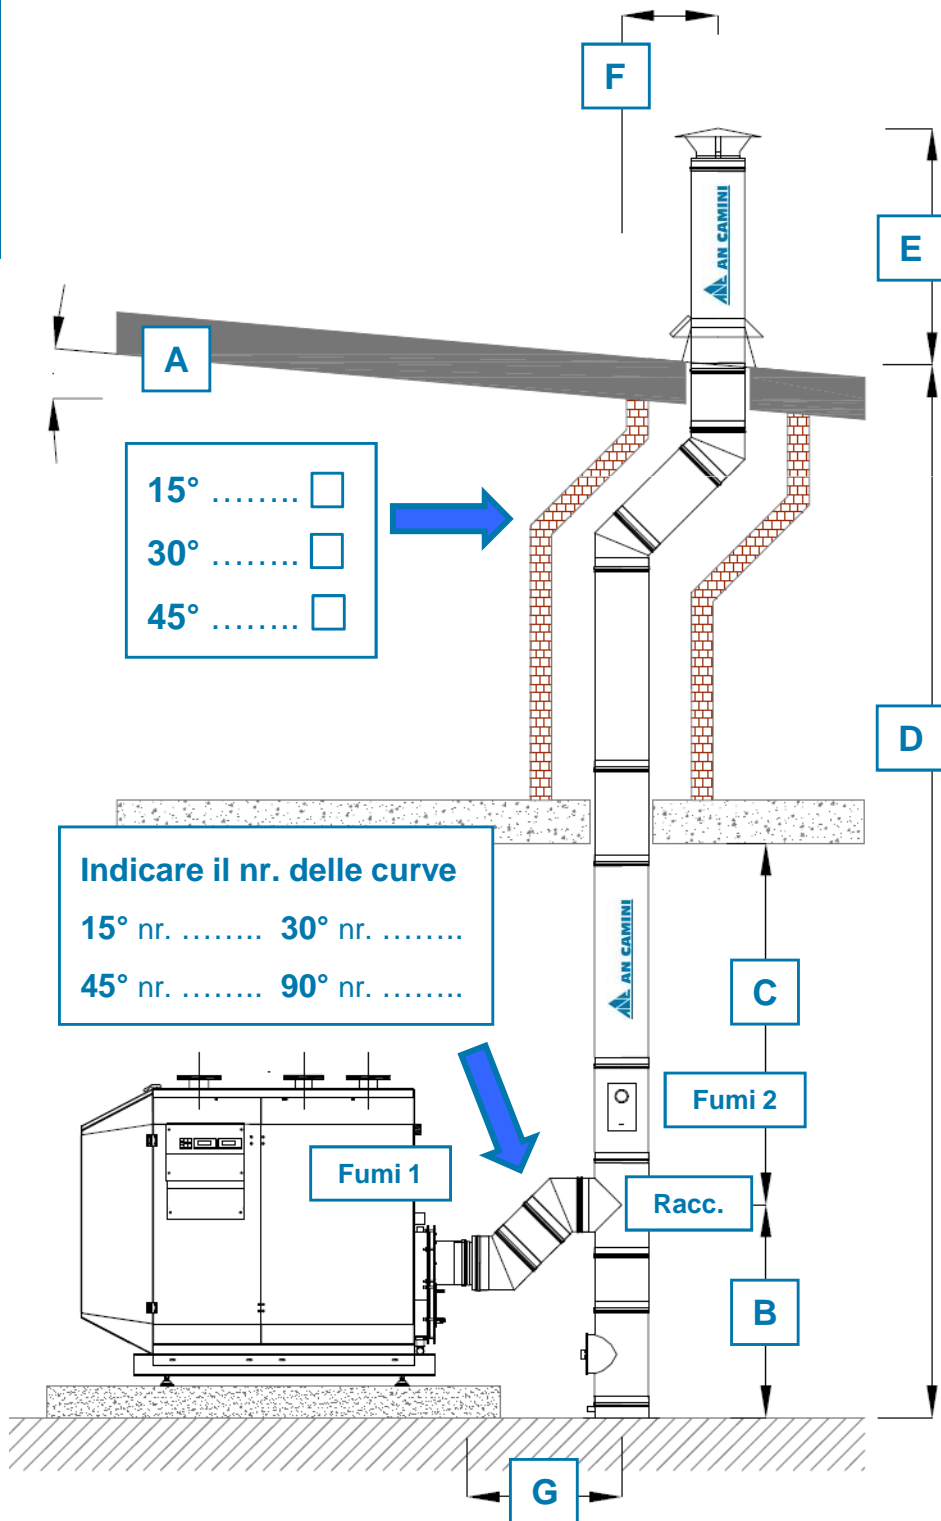 F
AN CAMINI
E
A
15° ........
30° ........
45° ........
D
Indicare il nr. delle curve
15° nr. ........ 30° nr. ........
45° nr. ........ 90° nr. ........
AN CAMINI
C
Fumi 2
Fumi 1
Racc.
B
G